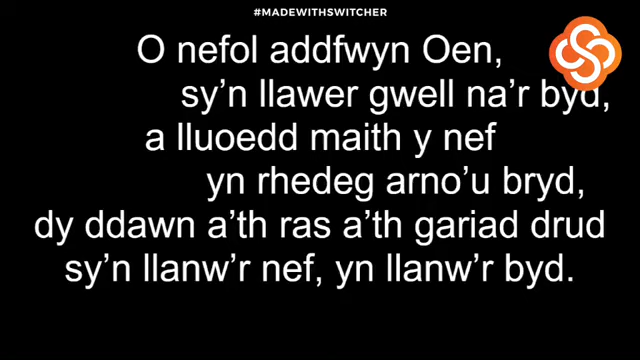 #MADEWITHSWITCHER
O nefol addfwyn Oen,
sy’n llawer gwell na’r byd,
a lluoedd maith y nef
yn rhedeg arno’u bryd,
dy ddawn a’th ras a’th gariad drud
sy’n llanw’r nef, yn llanw’r byd.